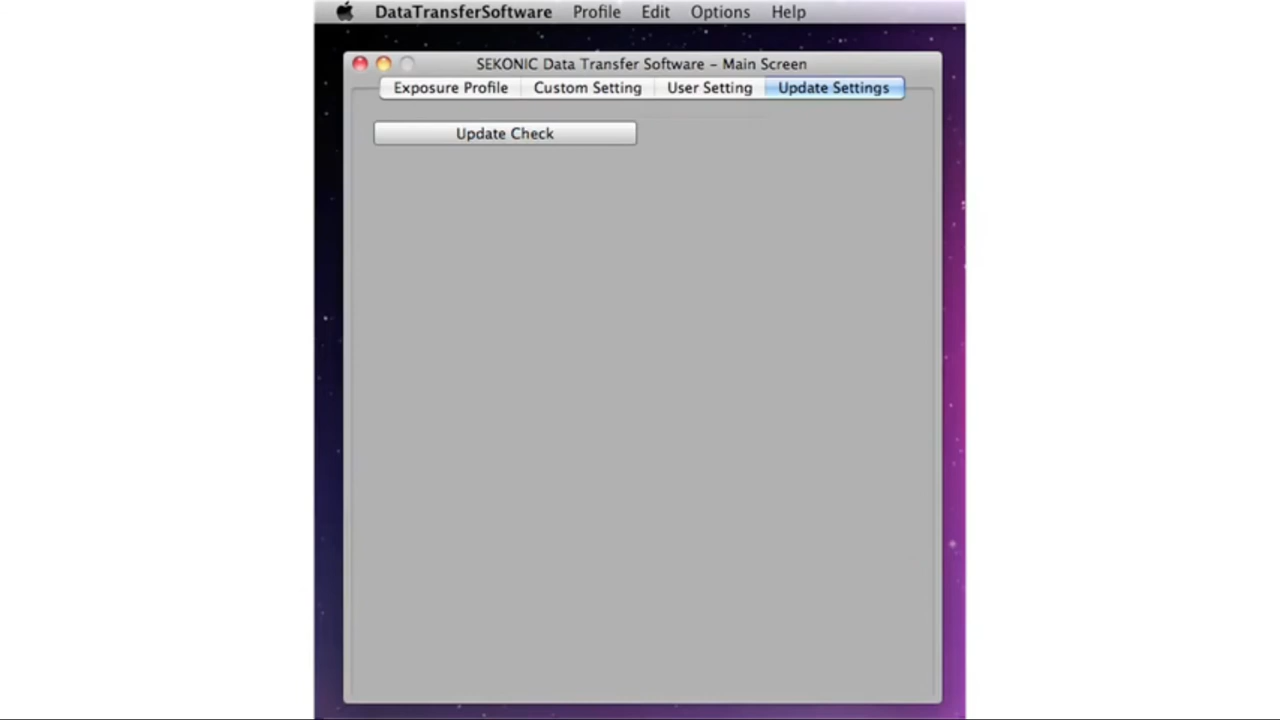 DataTransferSoftware Profile Edit Options Help
SEKONIC Data Transfer Software – Main Screen
Exposure Profile Custom Setting User Setting Update Settings
Update Check